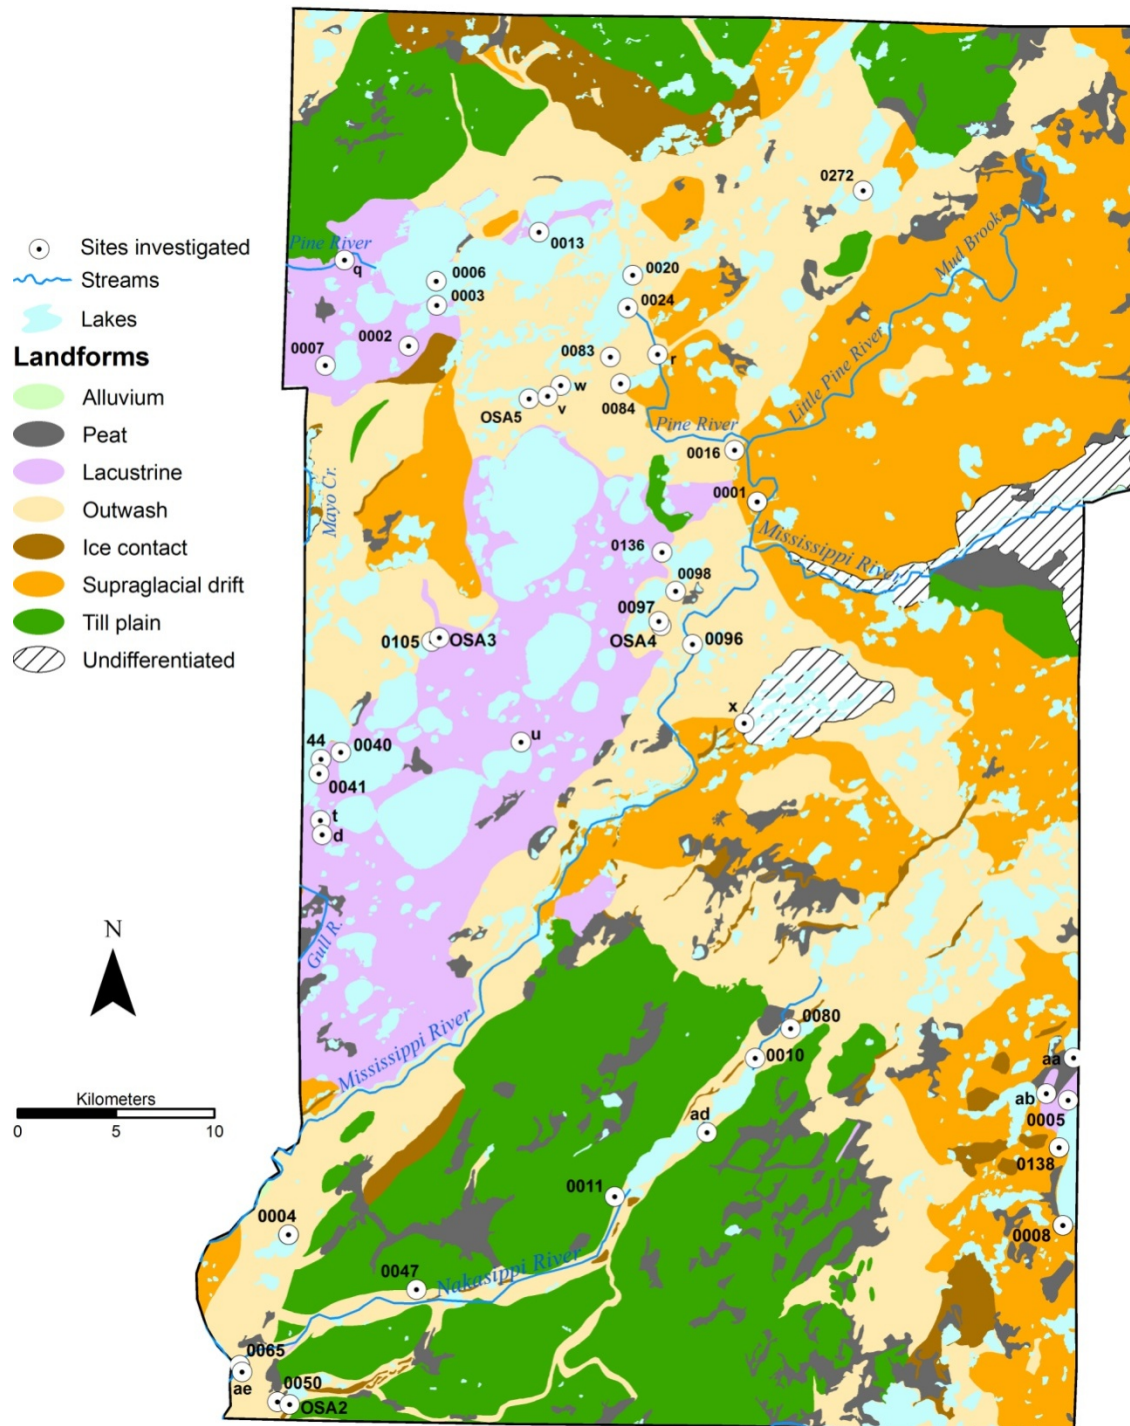 Sites investigated
Streams
Lakes
Landforms
Alluvium
Peat
Lacustrine
Outwash
Ice contact
Supraglacial drift
Till plain
Undifferentiated
N
Kilometers
0 5 10
0272
Pine River
q
0013
0006
0003
0020
0024
Mud Brook
0002
0007
0083
r
w
v
OSA5
0084
Little Pine River
Pine River
0016
0001
Mayo Cr.
Mississippi River
0136
0098
0097
OSA4
0096
0105
OSA3
x
44
0040
u
0041
t
d
Gull R.
Mississippi River
0080
0010
aa
ab
0005
ad
0138
0011
0008
0004
0047
Nakasippi River
0065
ae
0050
OSA2